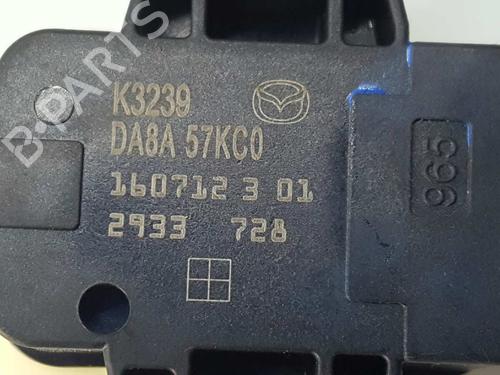 K3239
DA8A 57KC0
160712 3 01
2933 728
965
B-PARTS